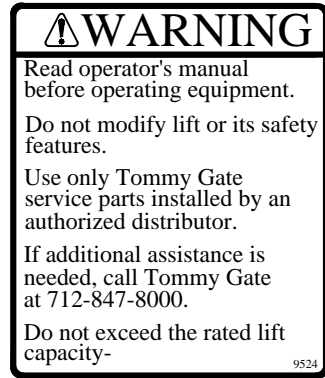 WARNING
Read operator's manual
before operating equipment.
Do not modify lift or its safety
features.
Use only Tommy Gate
service parts installed by an
authorized distributor.
If additional assistance is
needed, call Tommy Gate
at 712-847-8000.
Do not exceed the rated lift
capacity-
9524